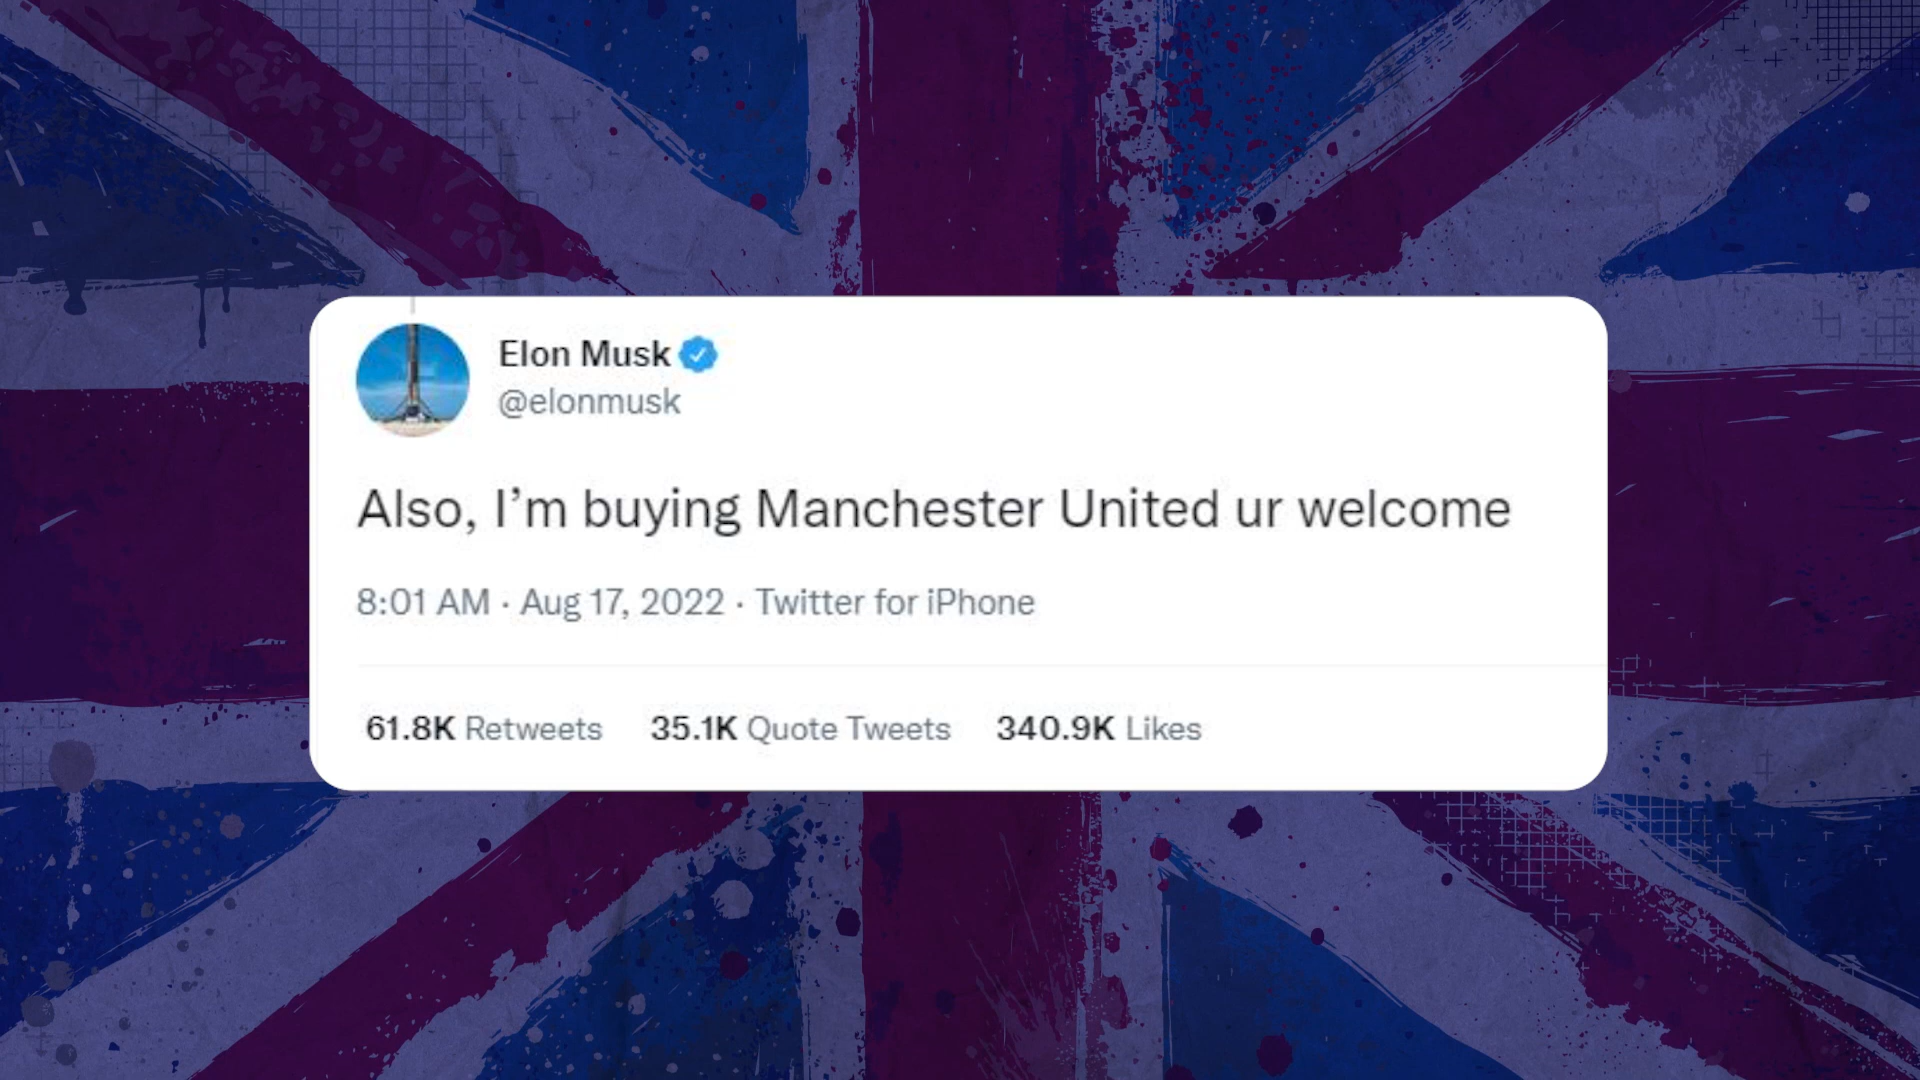 Elon Musk
@elonmusk
Also, I’m buying Manchester United ur welcome
8:01 AM · Aug 17, 2022 · Twitter for iPhone
61.8K Retweets 35.1K Quote Tweets 340.9K Likes